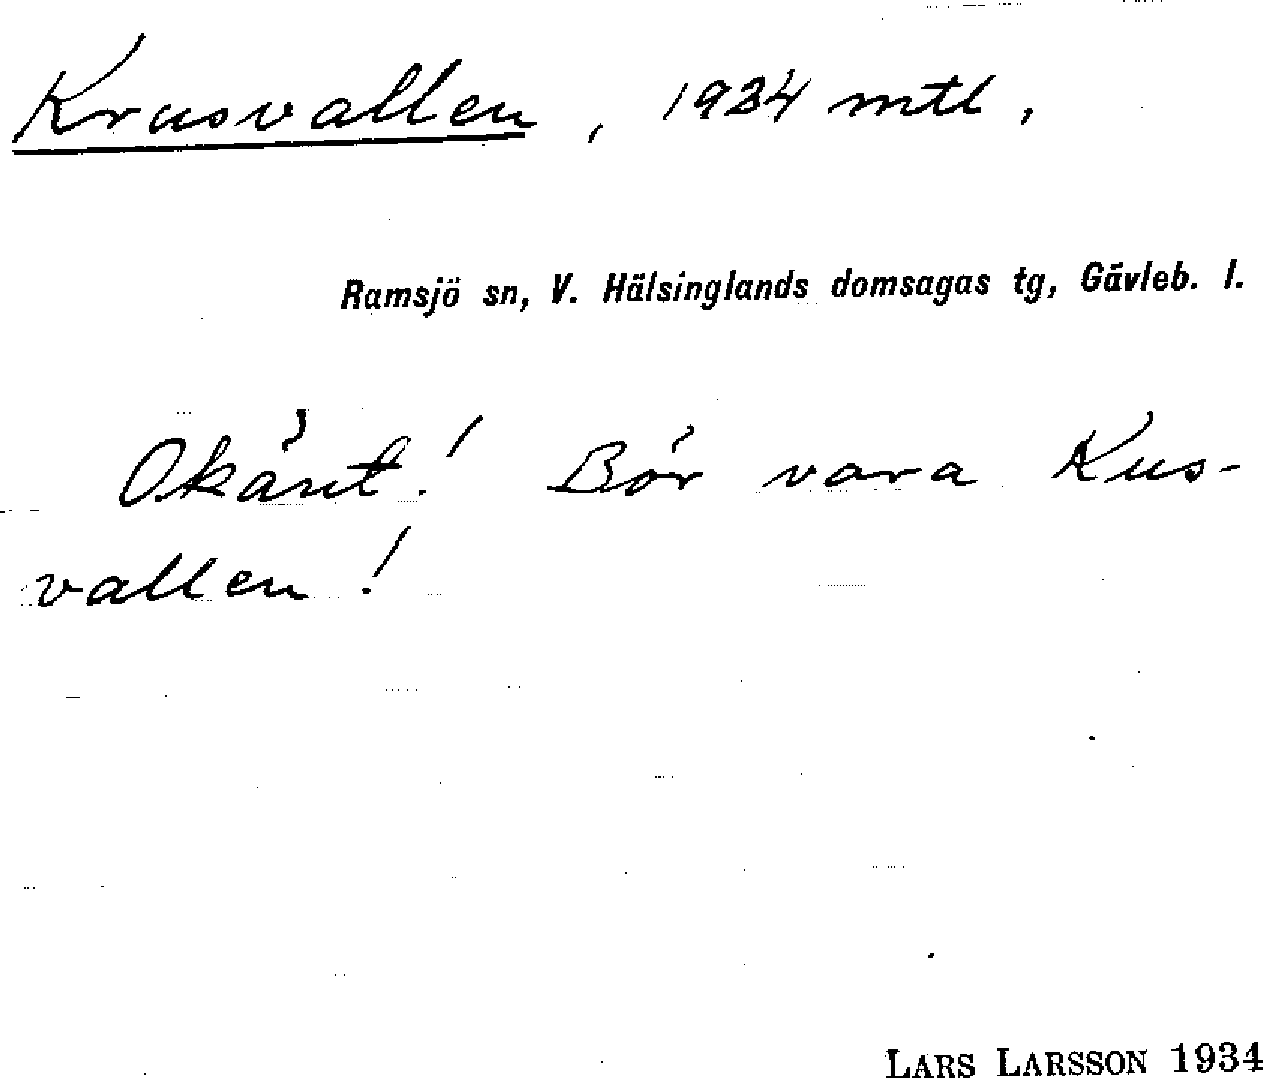 Krusvallen, 1934 mtl,
Ramsjö sn, V. Hälsinglands domsagas tg, Gävleb. l.
Okänt! Bör vara Kus-
vallen!
LARS LARSSON 1934